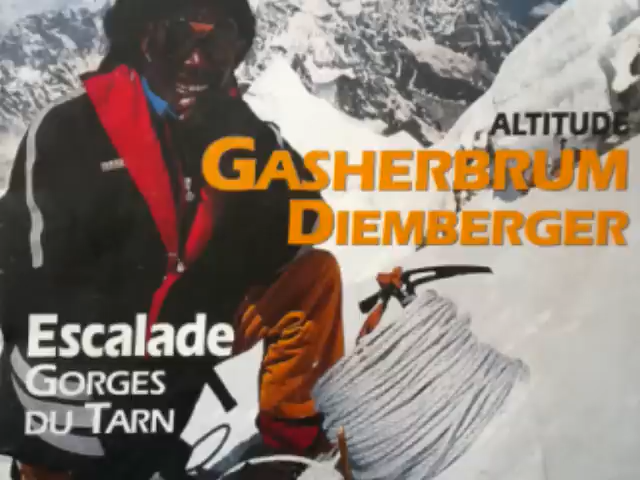 ALTITUDE
GASHERBRUM
DIEMBERGER
Escalade
GORGES
DU TARN